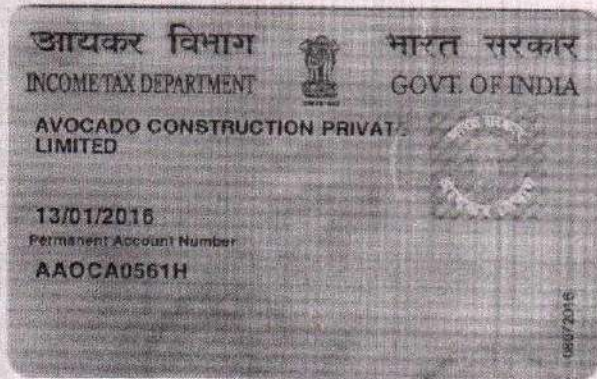 आयकर विभाग
भारत सरकार
INCOME TAX DEPARTMENT
GOVT. OF INDIA
AVOCADO CONSTRUCTION PRIVAT
LIMITED
13/01/2016
Permanent Account Number
AAOCA0561H